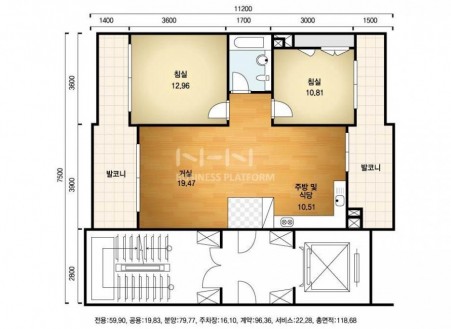 11200
1400
3600
1700
3000
1500
3600
7500
3900
2800
침실
12.96
침실
10.81
발코니
거실
19.47
NHN
BUSINESS PLATFORM
주방 및
식당
10.51
발코니
전용:59.90, 공용:19.83, 분양:79.77, 주차장:16.10, 계약:96.36, 서비스:22.28, 총면적:118.68